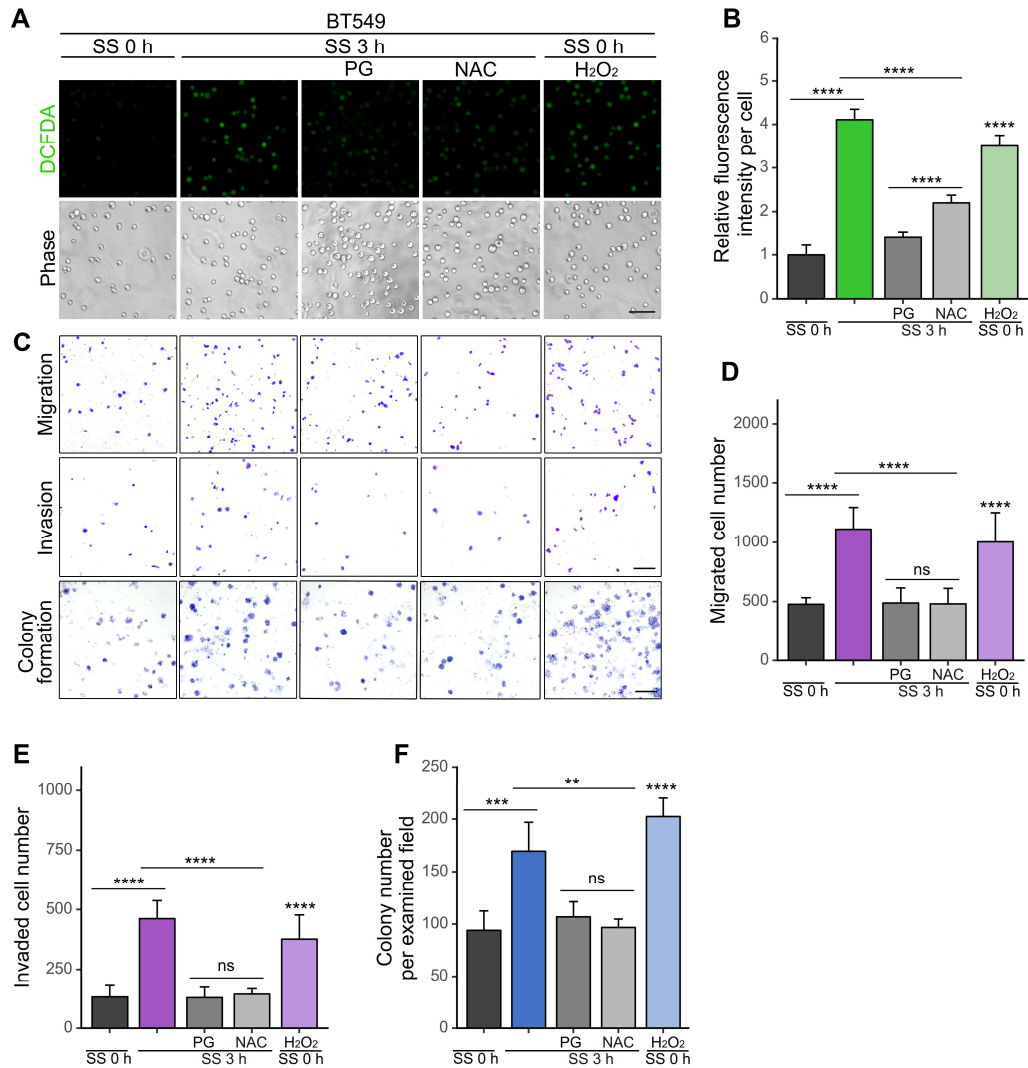 A
BT549
SS 0 h SS 3 h SS 0 h
PG NAC H₂O₂
DCFDA
Phase
B
Relative fluorescence
intensity per cell
6
5
4
3
2
1
0
****
****
****
****
PG NAC H₂O₂
SS 0 h SS 3 h SS 0 h
C
Migration
Invasion
Colony
formation
D
Migrated cell number
2000
1500
1000
500
0
****
****
****
ns
PG NAC H₂O₂
SS 0 h SS 3 h SS 0 h
E
Invaded cell number
1000
750
500
250
0
****
****
****
ns
PG NAC H₂O₂
SS 0 h SS 3 h SS 0 h
F
Colony number
per examined field
250
200
150
100
50
0
**
***
****
ns
PG NAC H₂O₂
SS 0 h SS 3 h SS 0 h